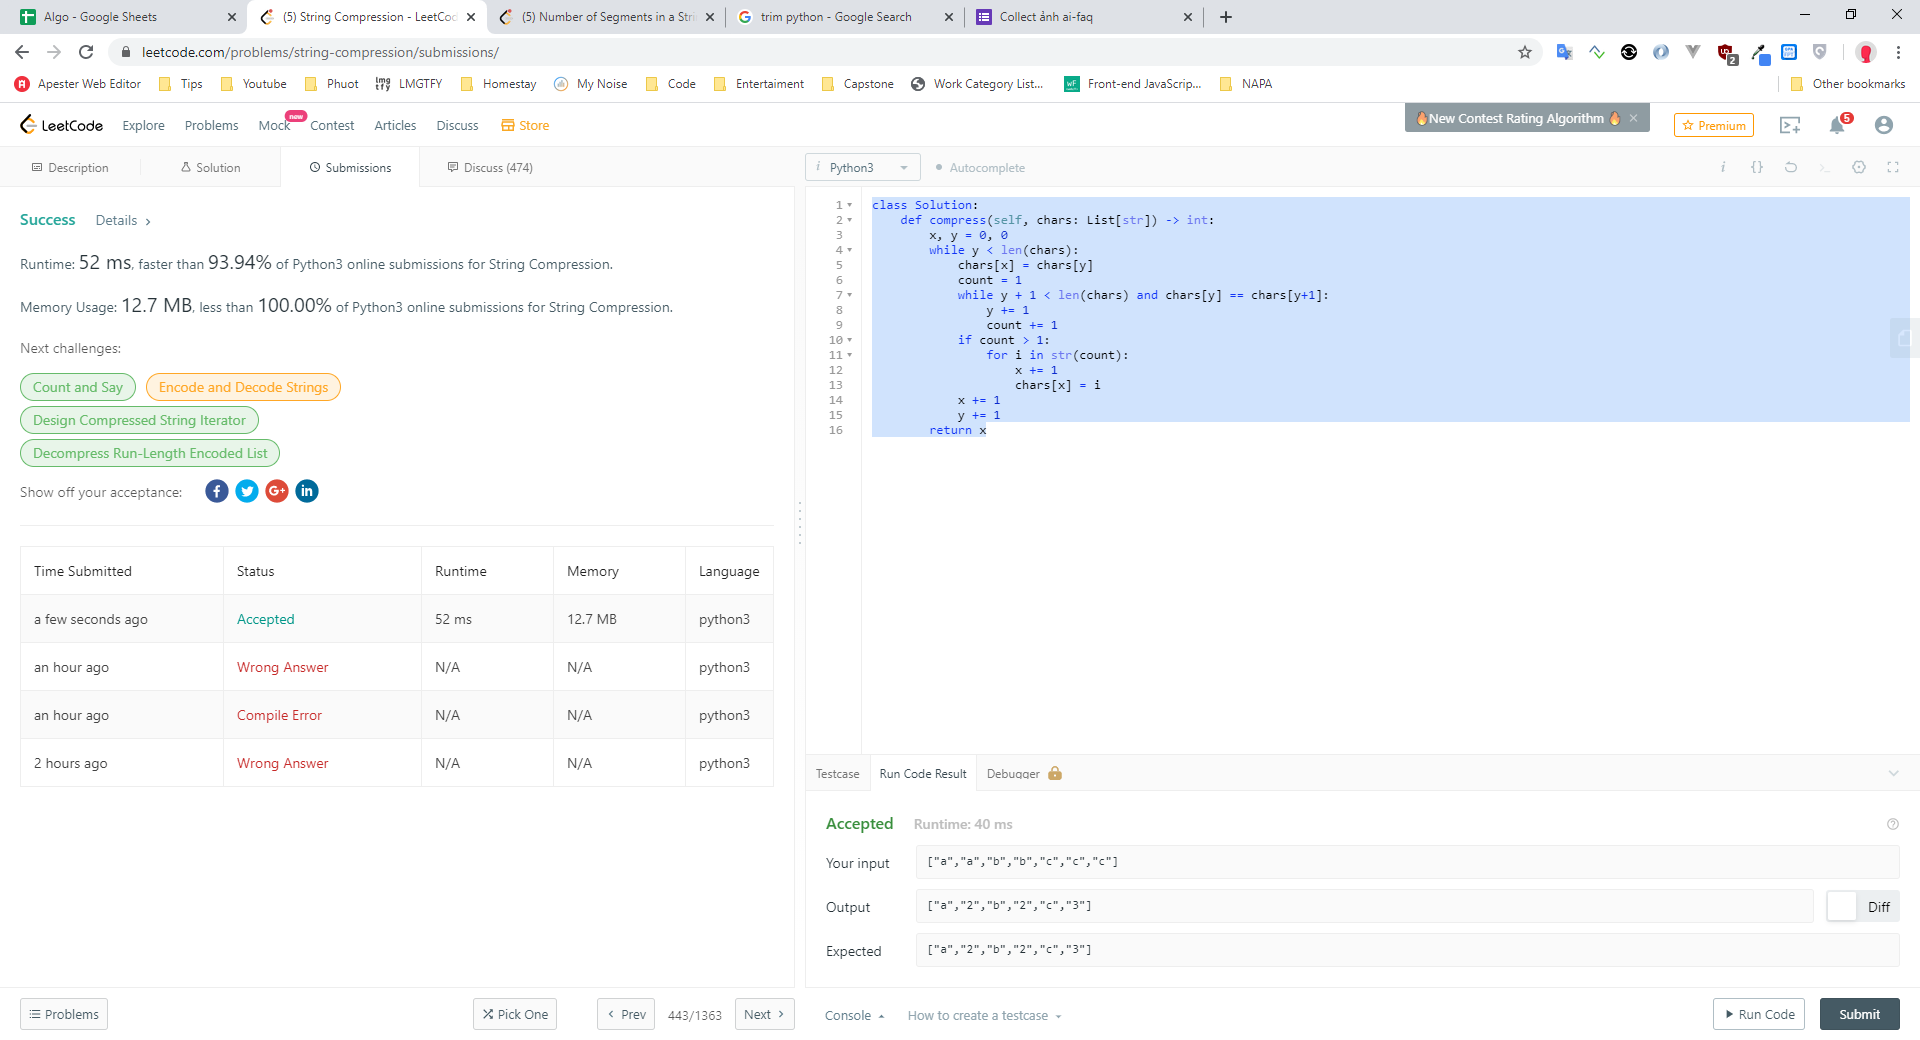 Algo - Google Sheets
(5) String Compression - LeetCod
(5) Number of Segments in a Stri
trim python - Google Search
Collect ảnh ai-faq
leetcode.com/problems/string-compression/submissions/
2
Apester Web Editor
Tips
Youtube
Phuot
LMGTFY
Homestay
My Noise
Code
Entertaiment
Capstone
Work Category List...
Front-end JavaScrip...
NAPA
Other bookmarks
LeetCode
Explore
Problems
Mock
new
Contest
Articles
Discuss
Store
🔥New Contest Rating Algorithm 🔥 ×
Premium
5
Description
Solution
Submissions
Discuss (474)
i Python3
Autocomplete
i
{}
Success
Details
Runtime: 52 ms, faster than 93.94% of Python3 online submissions for String Compression.
Memory Usage: 12.7 MB, less than 100.00% of Python3 online submissions for String Compression.
Next challenges:
Count and Say
Encode and Decode Strings
Design Compressed String Iterator
Decompress Run-Length Encoded List
Show off your acceptance:
Time Submitted Status Runtime Memory Language
a few seconds ago Accepted 52 ms 12.7 MB python3
an hour ago Wrong Answer N/A N/A python3
an hour ago Compile Error N/A N/A python3
2 hours ago Wrong Answer N/A N/A python3
1 class Solution:
2     def compress(self, chars: List[str]) -> int:
3         x, y = 0, 0
4         while y < len(chars):
5             chars[x] = chars[y]
6             count = 1
7             while y + 1 < len(chars) and chars[y] == chars[y+1]:
8                 y += 1
9                 count += 1
10             if count > 1:
11                 for i in str(count):
12                     x += 1
13                     chars[x] = i
14             x += 1
15             y += 1
16         return x
Testcase
Run Code Result
Debugger
Accepted
Runtime: 40 ms
Your input
["a","a","b","b","c","c","c"]
Output
["a","2","b","2","c","3"]
Diff
Expected
["a","2","b","2","c","3"]
Problems
Pick One
Prev
443/1363
Next
Console
How to create a testcase
Run Code
Submit